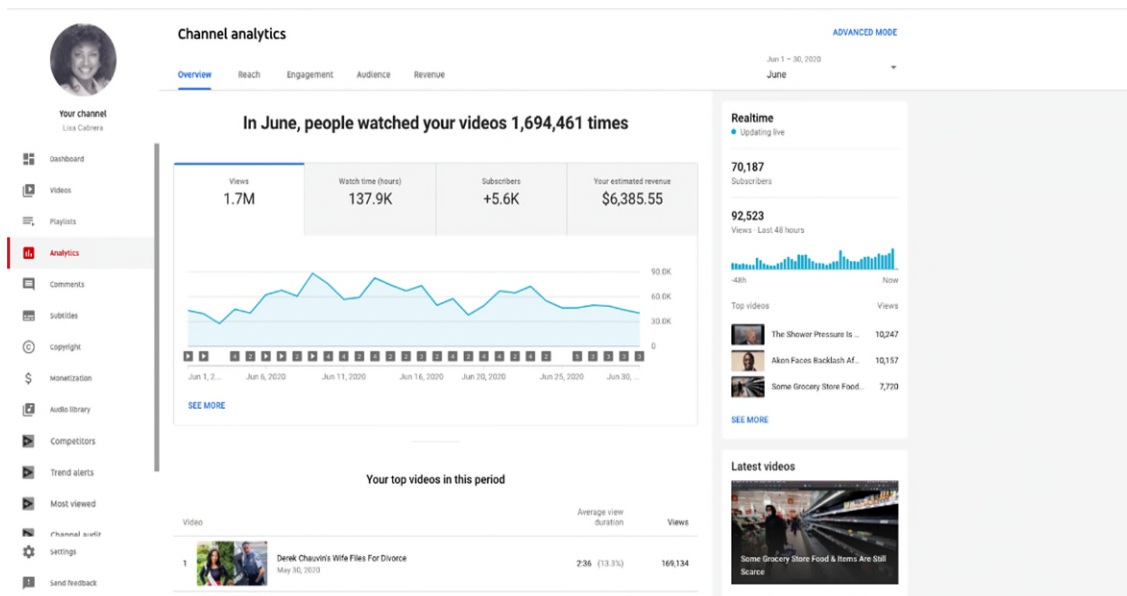 Channel analytics
ADVANCED MODE
Overview
Reach
Engagement
Audience
Revenue
Jun 1 – 30, 2020
June
Your channel
Lisa Cabrera
Dashboard
Videos
Playlists
Analytics
Comments
Subtitles
Copyright
Monetization
Audio library
Competitors
Trend alerts
Most viewed
Channel audit
Settings
Send feedback
In June, people watched your videos 1,694,461 times
Views
1.7M
Watch time (hours)
137.9K
Subscribers
+5.6K
Your estimated revenue
$6,385.55
90.0K
60.0K
30.0K
0
Jun 1, 2...
Jun 6, 2020
Jun 11, 2020
Jun 16, 2020
Jun 20, 2020
Jun 25, 2020
Jun 30, ...
SEE MORE
Your top videos in this period
Video
Average view
duration
Views
1
Derek Chauvin's Wife Files For Divorce
May 30, 2020
2:36 (13.3%)
169,134
Realtime
Updating live
70,187
Subscribers
92,523
Views · Last 48 hours
-48h
Now
Top videos
Views
The Shower Pressure Is ...
10,247
Akon Faces Backlash Af...
10,157
Some Grocery Store Food...
7,720
SEE MORE
Latest videos
Some Grocery Store Food & Items Are Still
Scarce